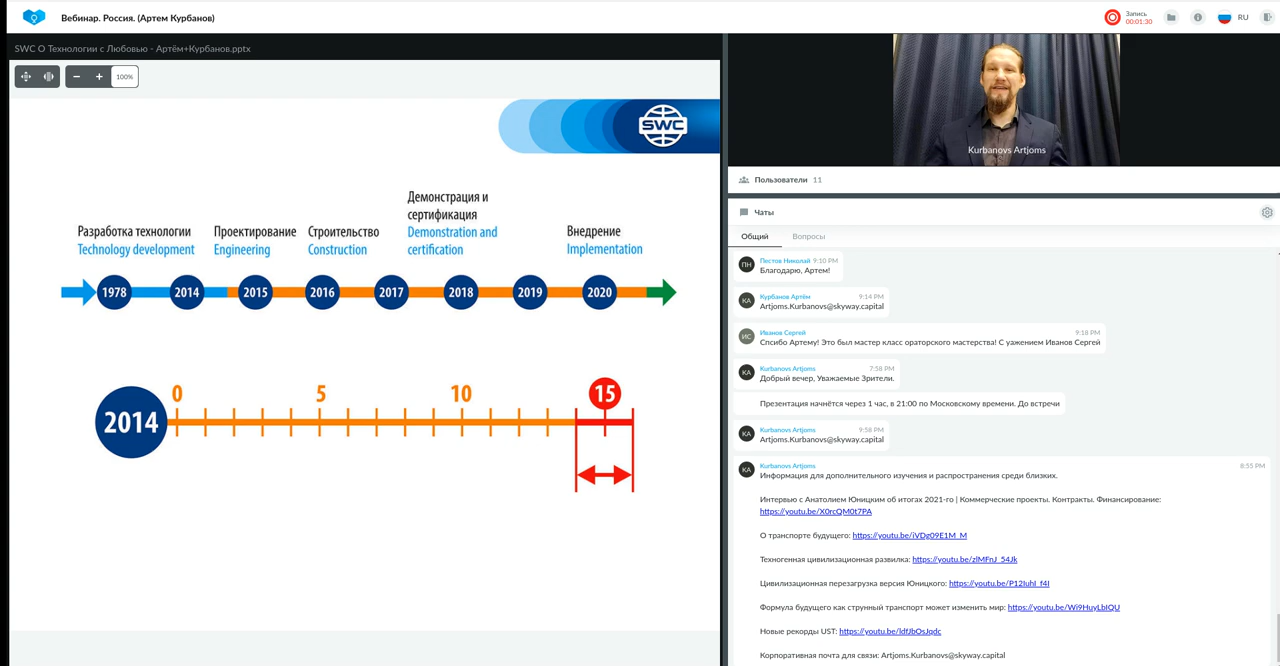 Вебинар. Россия. (Артем Курбанов)
Запись
00:01:30
RU
SWC О Технологии с Любовью - Артём+Курбанов.pptx
100%
SWC
Разработка технологии
Technology development
Проектирование
Engineering
Строительство
Construction
Демонстрация и
сертификация
Demonstration and
certification
Внедрение
Implementation
1978
2014
2015
2016
2017
2018
2019
2020
0
5
10
15
2014
Kurbanovs Artjoms
Пользователи 11
Чаты
Общий
Вопросы
ПН
Пестов Николай 9:10 PM
Благодарю, Артем!
КА
Курбанов Артём 9:14 PM
Artjoms.Kurbanovs@skyway.capital
ИС
Иванов Сергей 9:18 PM
Спсибо Артему! Это был мастер класс ораторского мастерства! С уажением Иванов Сергей
KA
Kurbanovs Artjoms 7:58 PM
Добрый вечер, Уважаемые Зрители.
Презентация начнётся через 1 час, в 21:00 по Московскому времени. До встречи
KA
Kurbanovs Artjoms 9:58 PM
Artjoms.Kurbanovs@skyway.capital
KA
Kurbanovs Artjoms 8:55 PM
Информация для дополнительного изучения и распространения среди близких.
Интервью с Анатолием Юницким об итогах 2021-го | Коммерческие проекты. Контракты. Финансирование:
https://youtu.be/X0rcQM0t7PA
О транспорте будущего: https://youtu.be/iVDg09E1M_M
Техногенная цивилизационная развилка: https://youtu.be/zlMFnJ_54Jk
Цивилизационная перезагрузка версия Юницкого: https://youtu.be/P12IuhI_f4I
Формула будущего как струнный транспорт может изменить мир: https://youtu.be/Wi9HuyLbIQU
Новые рекорды UST: https://youtu.be/ldfJbOsJqdc
Корпоративная почта для связи: Artjoms.Kurbanovs@skyway.capital